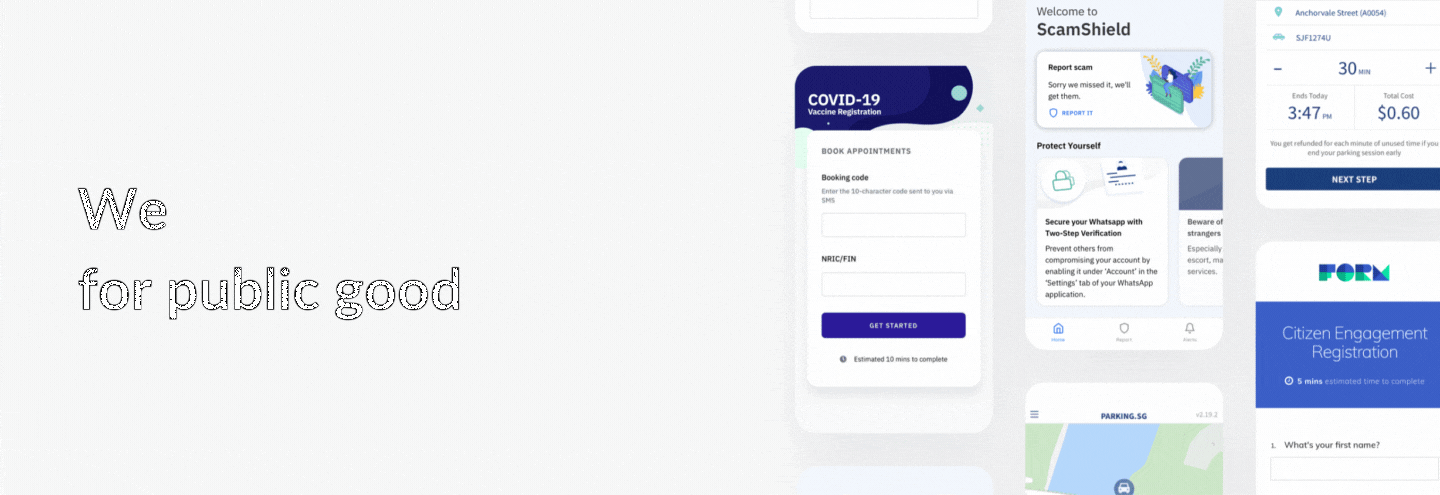 We
for public good
COVID-19
Vaccine Registration
BOOK APPOINTMENTS
Booking code
Enter the 10-character code sent to you via
SMS
NRIC/FIN
GET STARTED
Estimated 10 mins to complete
Welcome to
ScamShield
Report scam
Sorry we missed it, we'll
get them.
REPORT IT
Protect Yourself
Secure your Whatsapp with
Two-Step Verification
Prevent others from
compromising your account by
enabling it under 'Account' in the
'Settings' tab of your WhatsApp
application.
Beware of
strangers
Especially
escort, ma
services.
Home
Report
Alerts
PARKING.SG
v2.19.2
Anchorvale Street (A0054)
SJF1274U
- 30 MIN +
Ends Today
3:47 PM
Total Cost
$0.60
You get refunded for each minute of unused time if you
end your parking session early
NEXT STEP
FORM
Citizen Engagement
Registration
5 mins estimated time to complete
1. What's your first name?